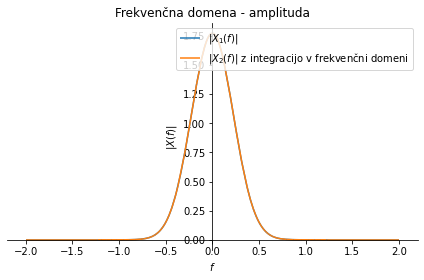 Frekvenčna domena - amplituda
|X₁(f)|
|X₂(f)| z integracijo v frekvenčni domeni
1.75
1.50
1.25
1.00
0.75
0.50
0.25
0.00
|X(f)|
−2.0 −1.5 −1.0 −0.5 0.0 0.5 1.0 1.5 2.0
f